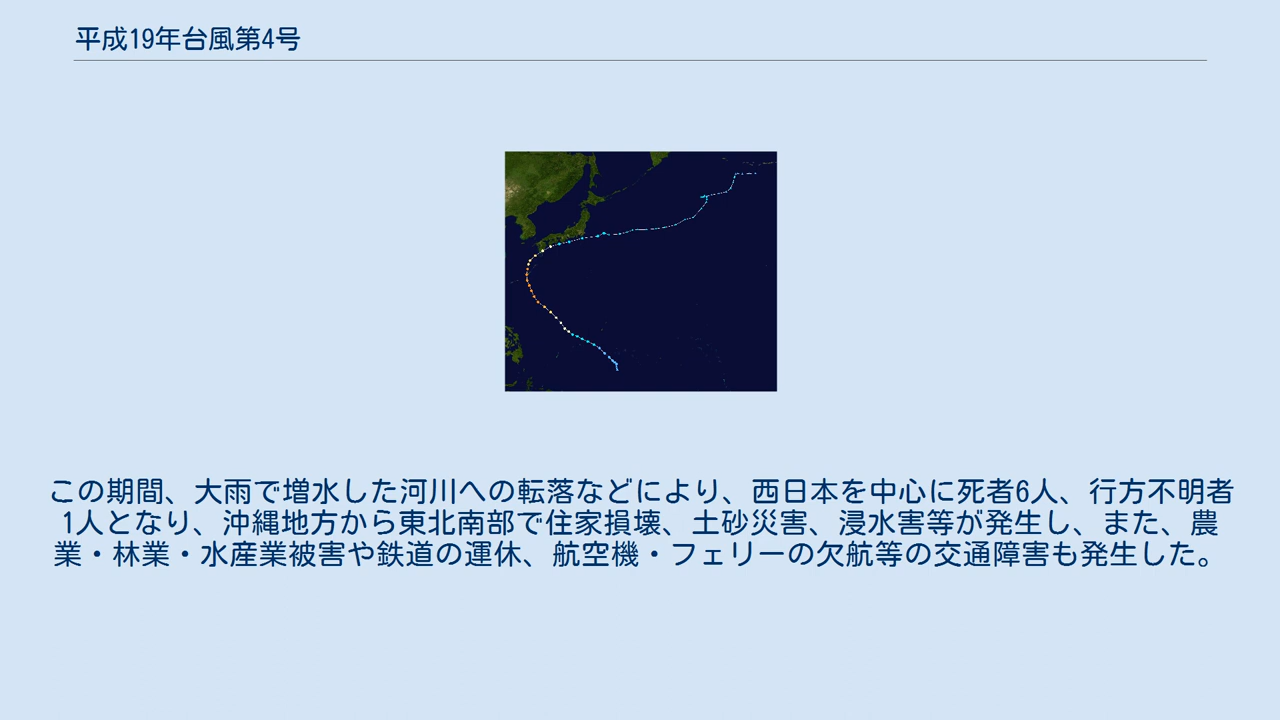 平成19年台風第4号
この期間、大雨で増水した河川への転落などにより、西日本を中心に死者6人、行方不明者
1人となり、沖縄地方から東北南部で住家損壊、土砂災害、浸水害等が発生し、また、農
業・林業・水産業被害や鉄道の運休、航空機・フェリーの欠航等の交通障害も発生した。